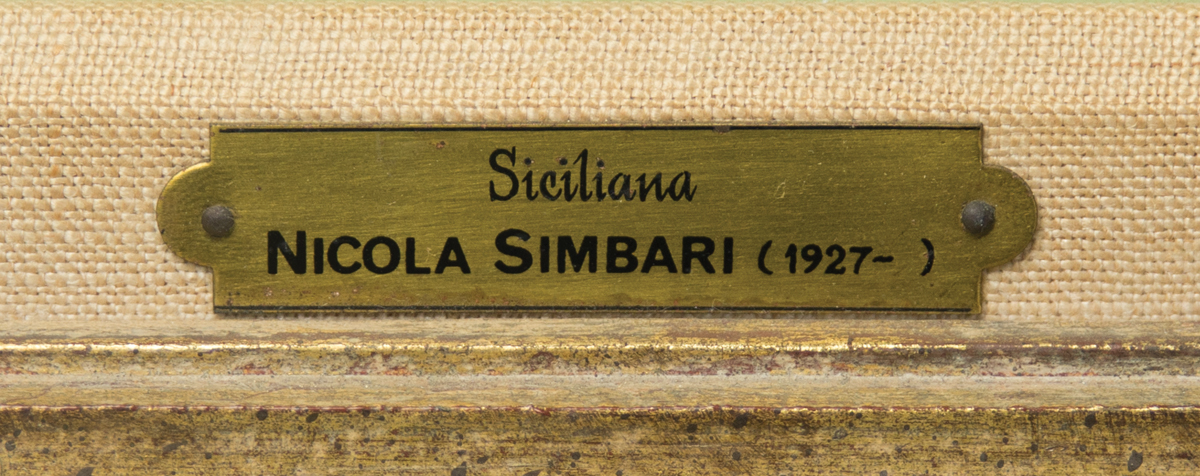 Siciliana
NICOLA SIMBARI (1927– )